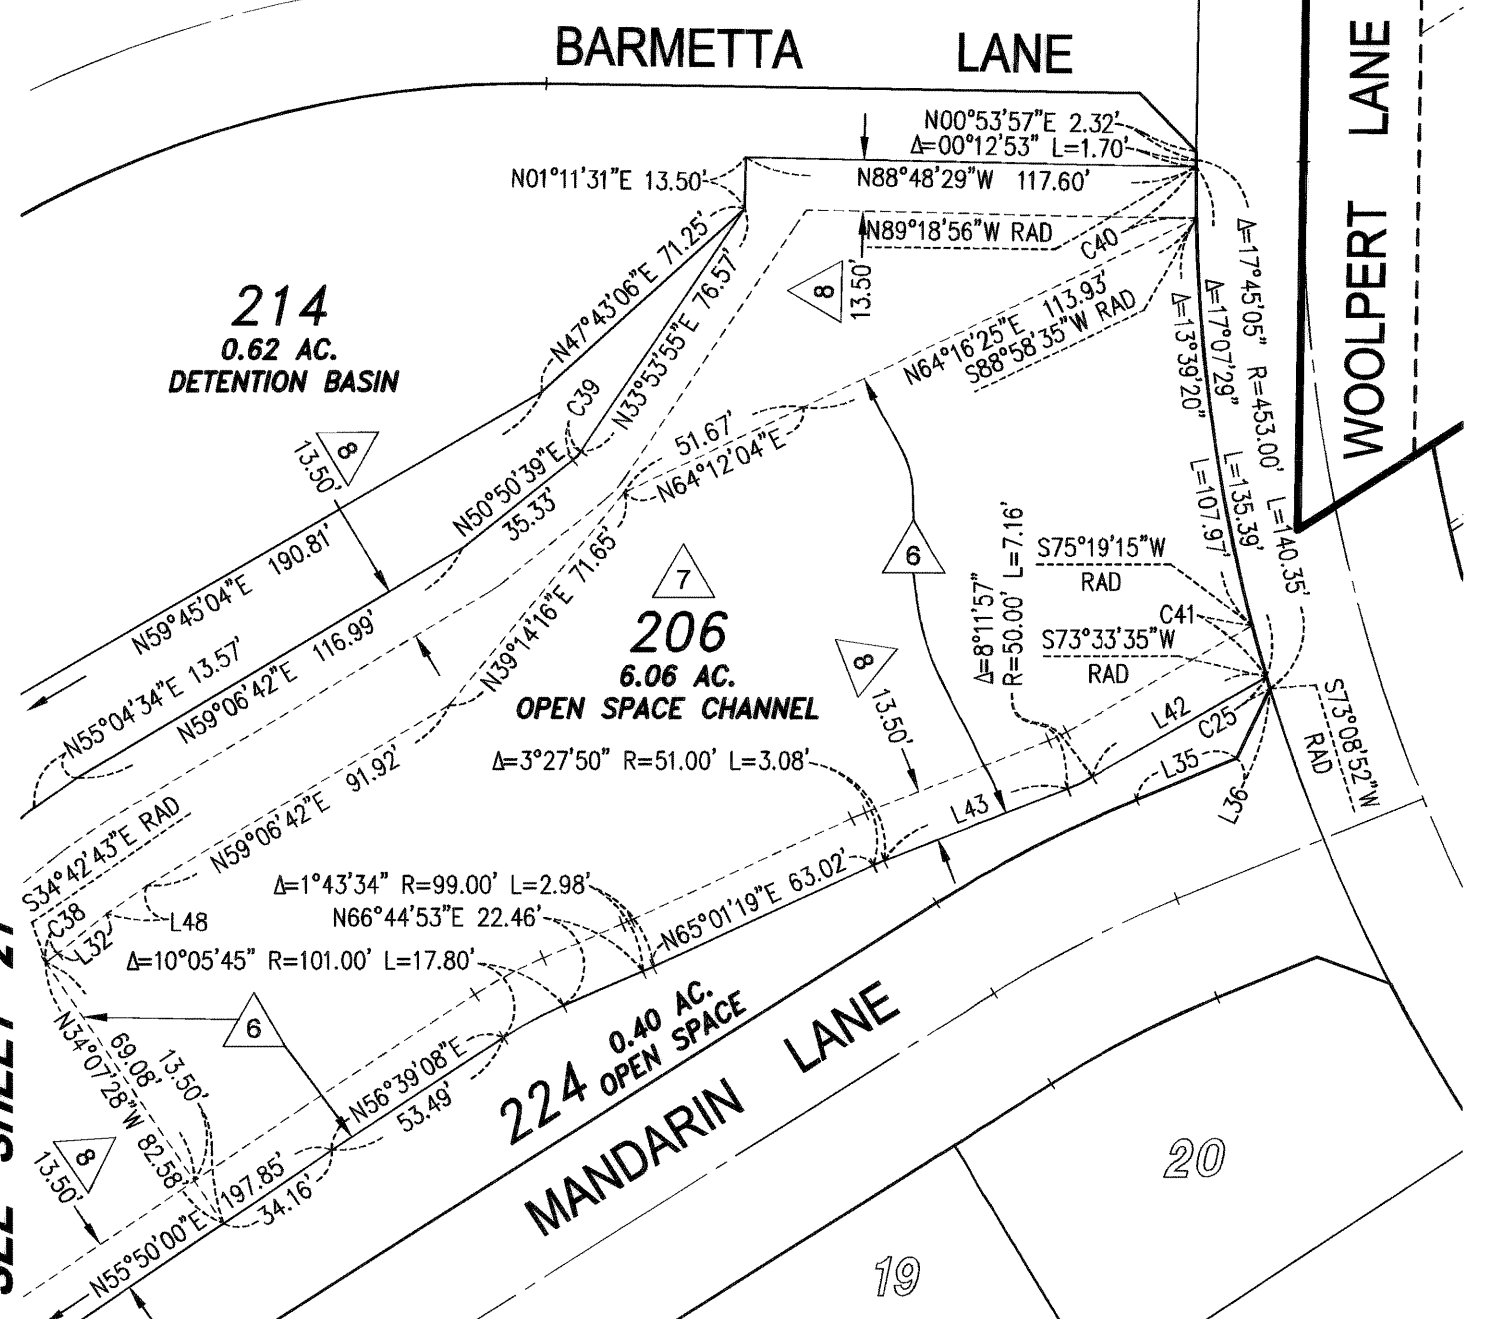 BARMETTA LANE
WOOLPERT LANE
N00°53'57"E 2.32'
Δ=00°12'53" L=1.70'
N01°11'31"E 13.50'
N88°48'29"W 117.60'
N89°18'56"W RAD
C40
13.50'
8
N47°43'06"E 71.25'
N33°53'55"E 76.57'
C39
N64°16'25"E 113.93'
S88°58'35"W RAD
Δ=17°45'05" R=453.00' L=140.35'
Δ=17°07'29" L=135.39'
Δ=13°39'20" L=107.97'
214
0.62 AC.
DETENTION BASIN
8
13.50'
N50°50'39"E
35.33'
51.67'
N64°12'04"E
N59°45'04"E 190.81'
N55°04'34"E 13.57'
N59°06'42"E 116.99'
N39°14'16"E 71.65'
7
206
6.06 AC.
OPEN SPACE CHANNEL
6
Δ=8°11'57"
R=50.00' L=7.16'
S75°19'15"W
RAD
C41
S73°33'35"W
RAD
8
13.50'
L42
C25
L35
L36
S73°08'52"W
RAD
Δ=3°27'50" R=51.00' L=3.08'
L43
N59°06'42"E 91.92'
S34°42'43"E RAD
C38
L32
L48
Δ=1°43'34" R=99.00' L=2.98'
N66°44'53"E 22.46'
Δ=10°05'45" R=101.00' L=17.80'
N65°01'19"E 63.02'
6
N34°07'28"W 82.58'
69.08'
13.50'
N56°39'08"E
53.49'
8
13.50'
N55°50'00"E 197.85'
34.16'
224
0.40 AC.
OPEN SPACE
MANDARIN LANE
20
19
SEE SHEET 27